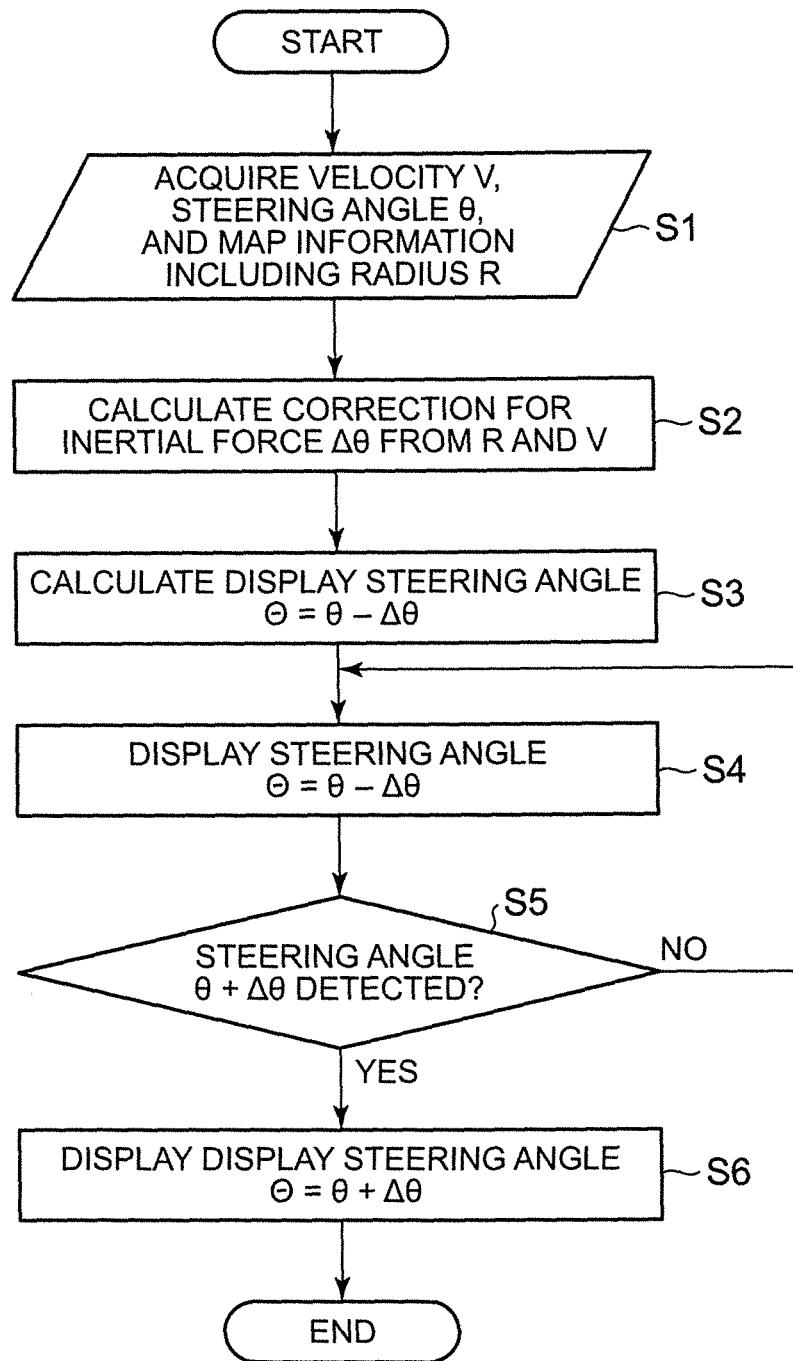 START
ACQUIRE VELOCITY V,
STEERING ANGLE θ,
AND MAP INFORMATION
INCLUDING RADIUS R
S1
CALCULATE CORRECTION FOR
INERTIAL FORCE Δθ FROM R AND V
S2
CALCULATE DISPLAY STEERING ANGLE
Θ = θ – Δθ
S3
DISPLAY STEERING ANGLE
Θ = θ – Δθ
S4
S5
STEERING ANGLE
θ + Δθ DETECTED?
NO
YES
DISPLAY DISPLAY STEERING ANGLE
Θ = θ + Δθ
S6
END